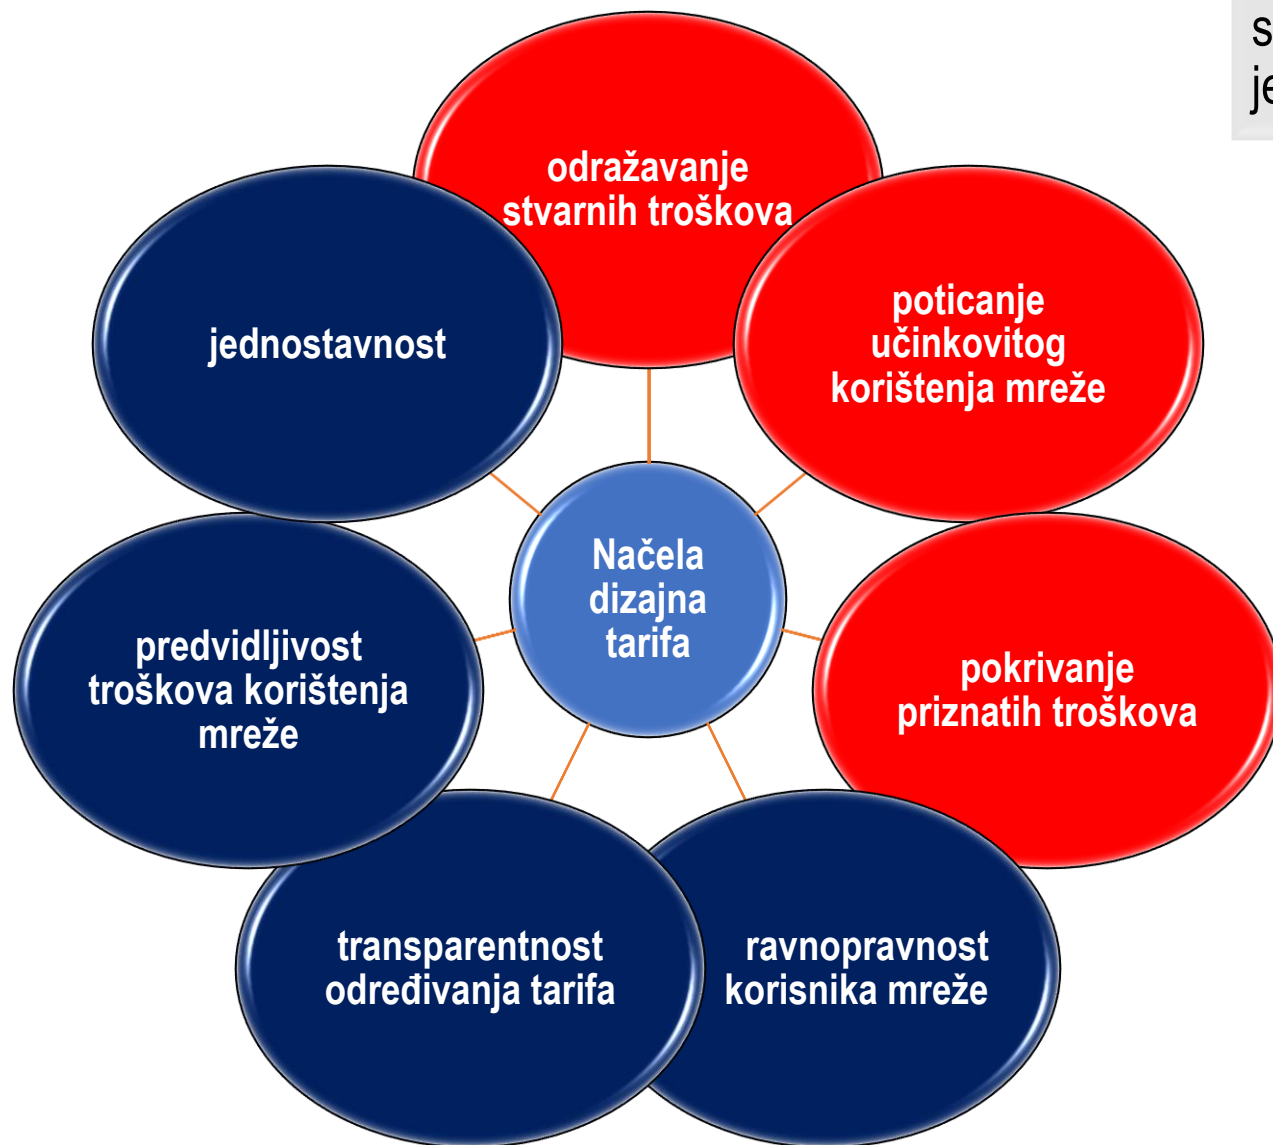 odražavanje
stvarnih troškova
poticanje
učinkovitog
korištenja mreže
pokrivanje
priznatih troškova
ravnopravnost
korisnika mreže
transparentnost
određivanja tarifa
predvidljivost
troškova korištenja
mreže
jednostavnost
Načela
dizajna
tarifa